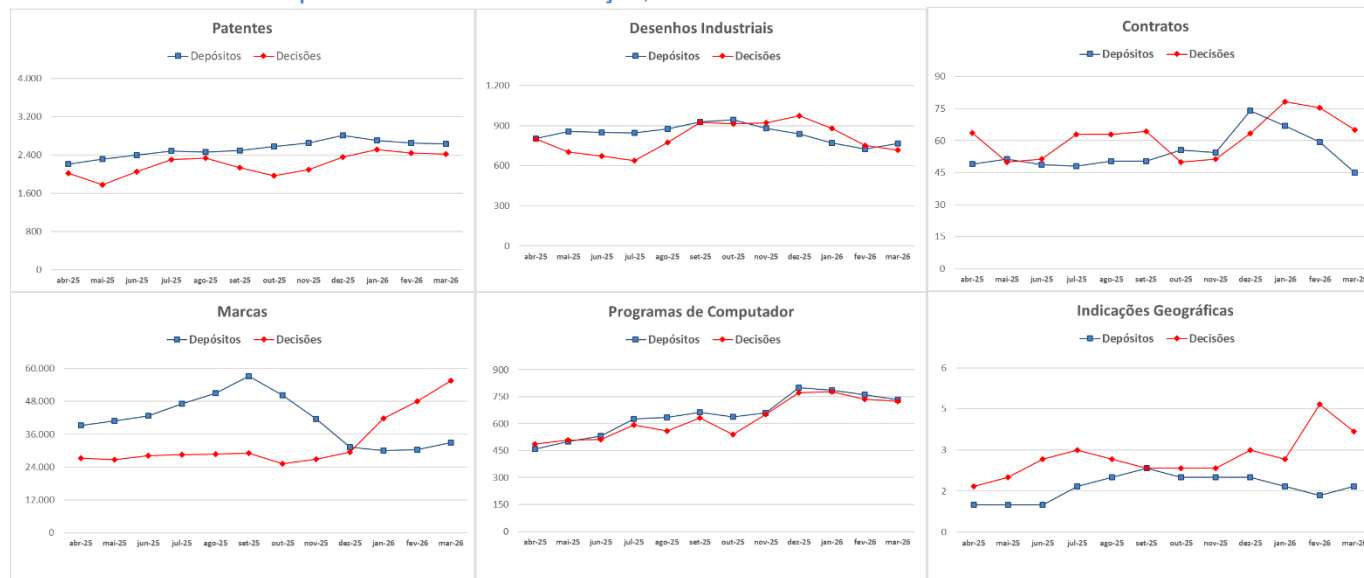 Patentes
Depósitos Decisões
4.000
3.200
2.400
1.600
800
0
abr-25 mai-25 jun-25 jul-25 ago-25 set-25 out-25 nov-25 dez-25 jan-26 fev-26 mar-26
Desenhos Industriais
Depósitos Decisões
1.200
900
600
300
0
abr-25 mai-25 jun-25 jul-25 ago-25 set-25 out-25 nov-25 dez-25 jan-26 fev-26 mar-26
Contratos
Depósitos Decisões
90
75
60
45
30
15
0
abr-25 mai-25 jun-25 jul-25 ago-25 set-25 out-25 nov-25 dez-25 jan-26 fev-26 mar-26
Marcas
Depósitos Decisões
60.000
48.000
36.000
24.000
12.000
0
abr-25 mai-25 jun-25 jul-25 ago-25 set-25 out-25 nov-25 dez-25 jan-26 fev-26 mar-26
Programas de Computador
Depósitos Decisões
900
750
600
450
300
150
0
abr-25 mai-25 jun-25 jul-25 ago-25 set-25 out-25 nov-25 dez-25 jan-26 fev-26 mar-26
Indicações Geográficas
Depósitos Decisões
6
5
3
2
0
abr-25 mai-25 jun-25 jul-25 ago-25 set-25 out-25 nov-25 dez-25 jan-26 fev-26 mar-26